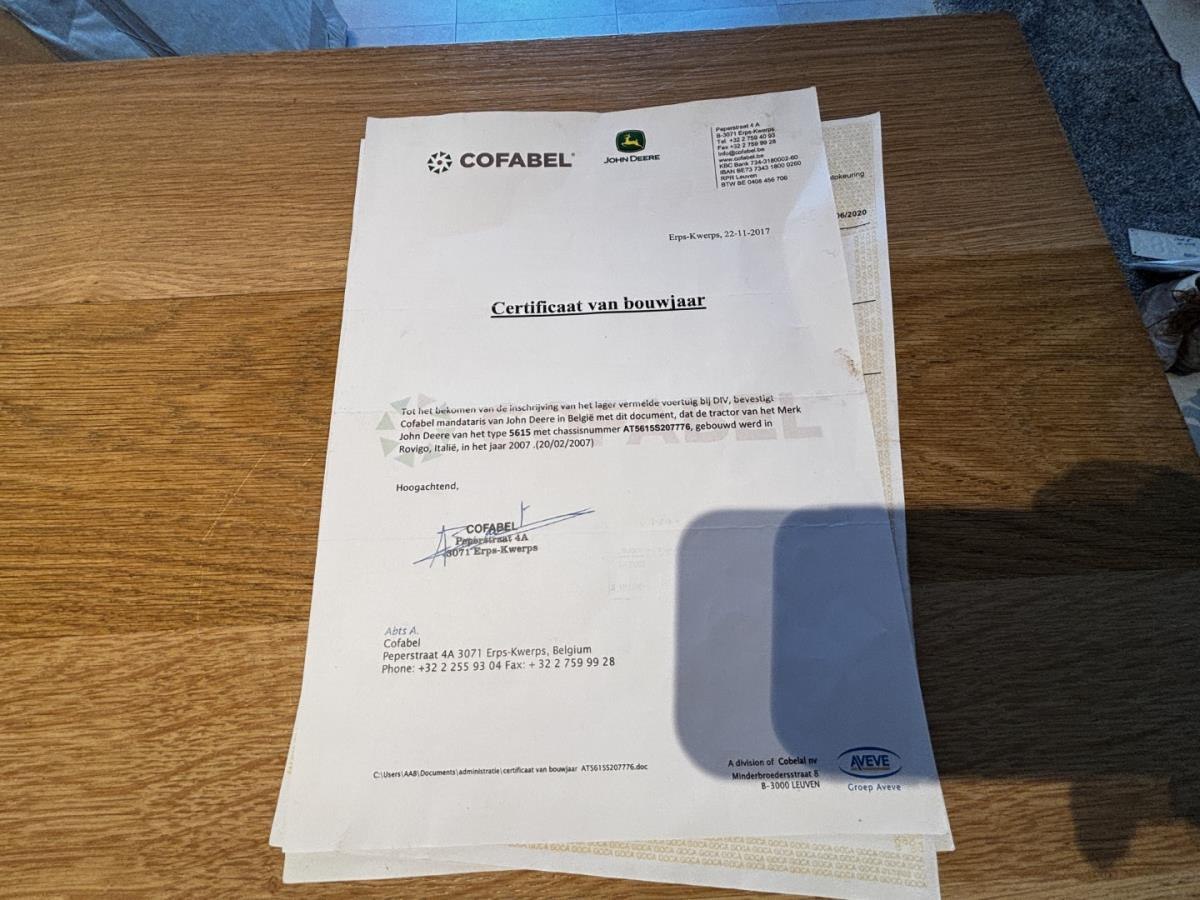 COFABEL
JOHN DEERE
Peperstraat 4 A
B-3071 Erps-Kwerps
Tel +32 2 759 40 93
Fax +32 2 759 99 28
info@cofabel.be
www.cofabel.be
KBC Bank 734-3180002-60
IBAN BE73 7343 1800 0260
RPR Leuven
BTW BE 0406 456 706
06/2020
Erps-Kwerps, 22-11-2017
Certificaat van bouwjaar
Tot het bekomen van de inschrijving van het lager vermelde voertuig bij DIV, bevestigt
Cofabel mandataris van John Deere in België met dit document, dat de tractor van het Merk
John Deere van het type 5615 met chassisnummer AT5615S207776, gebouwd werd in
Rovigo, Italië, in het jaar 2007 .(20/02/2007)
Hoogachtend,
COFABEL
Peperstraat 4A
3071 Erps-Kwerps
Abts A.
Cofabel
Peperstraat 4A 3071 Erps-Kwerps, Belgium
Phone: +32 2 255 93 04 Fax: + 32 2 759 99 28
C:\Users\AAB\Documents\administratie\certificaat van bouwjaar AT5615S207776.doc
A division of Cobelal nv
Minderbroedersstraat 8
B-3000 LEUVEN
AVEVE
Groep Aveve